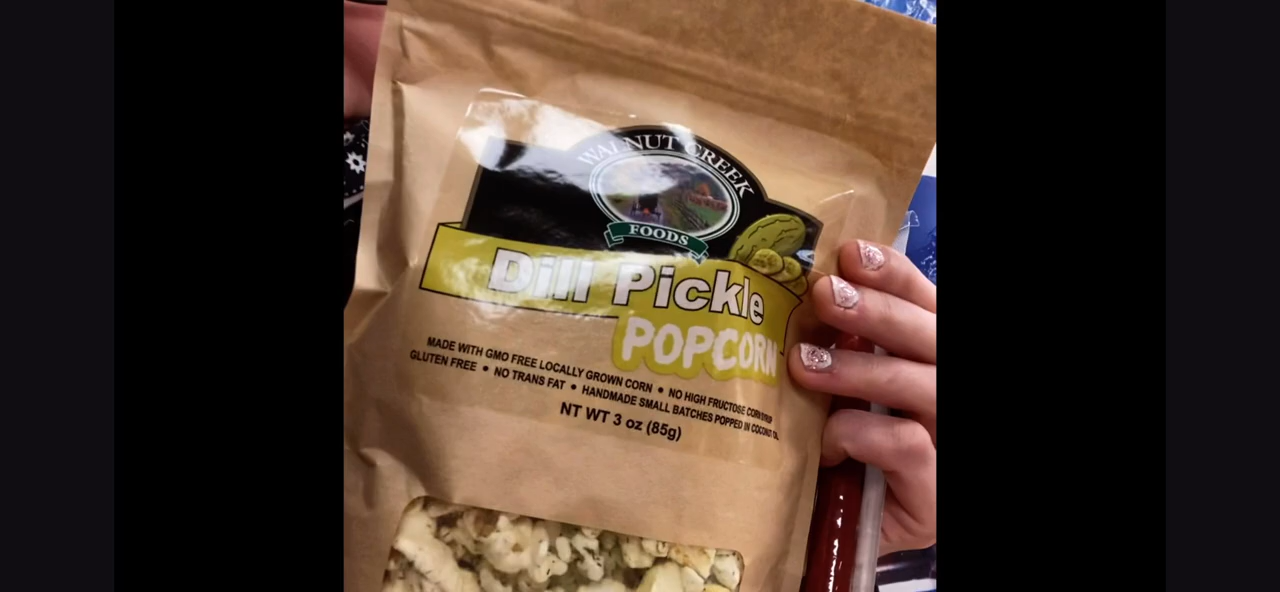 WALNUT CREEK
FOODS
Dill Pickle
POPCORN
MADE WITH GMO FREE LOCALLY GROWN CORN • NO HIGH FRUCTOSE CORN SYRUP
GLUTEN FREE • NO TRANS FAT • HANDMADE SMALL BATCHES POPPED IN COCONUT OIL
NT WT 3 oz (85g)